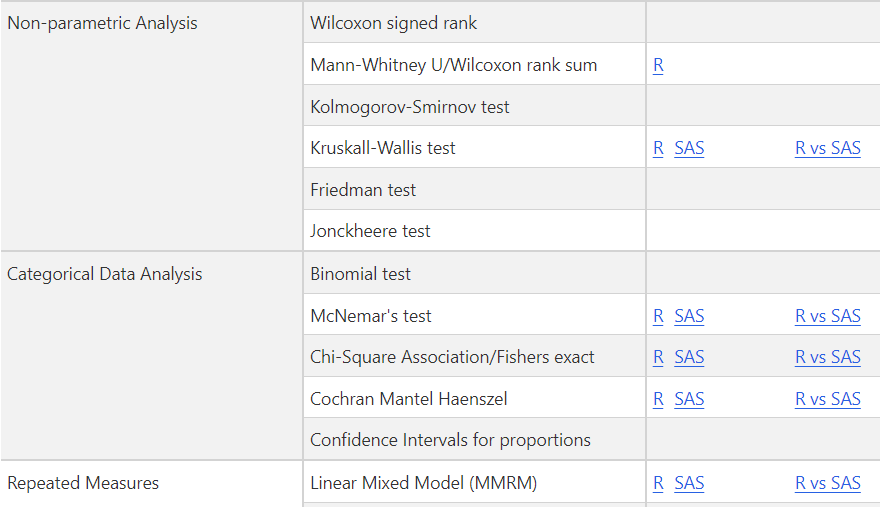 Non-parametric Analysis Wilcoxon signed rank
Mann-Whitney U/Wilcoxon rank sum R
Kolmogorov-Smirnov test
Kruskall-Wallis test R SAS R vs SAS
Friedman test
Jonckheere test
Categorical Data Analysis Binomial test
McNemar's test R SAS R vs SAS
Chi-Square Association/Fishers exact R SAS R vs SAS
Cochran Mantel Haenszel R SAS R vs SAS
Confidence Intervals for proportions
Repeated Measures Linear Mixed Model (MMRM) R SAS R vs SAS